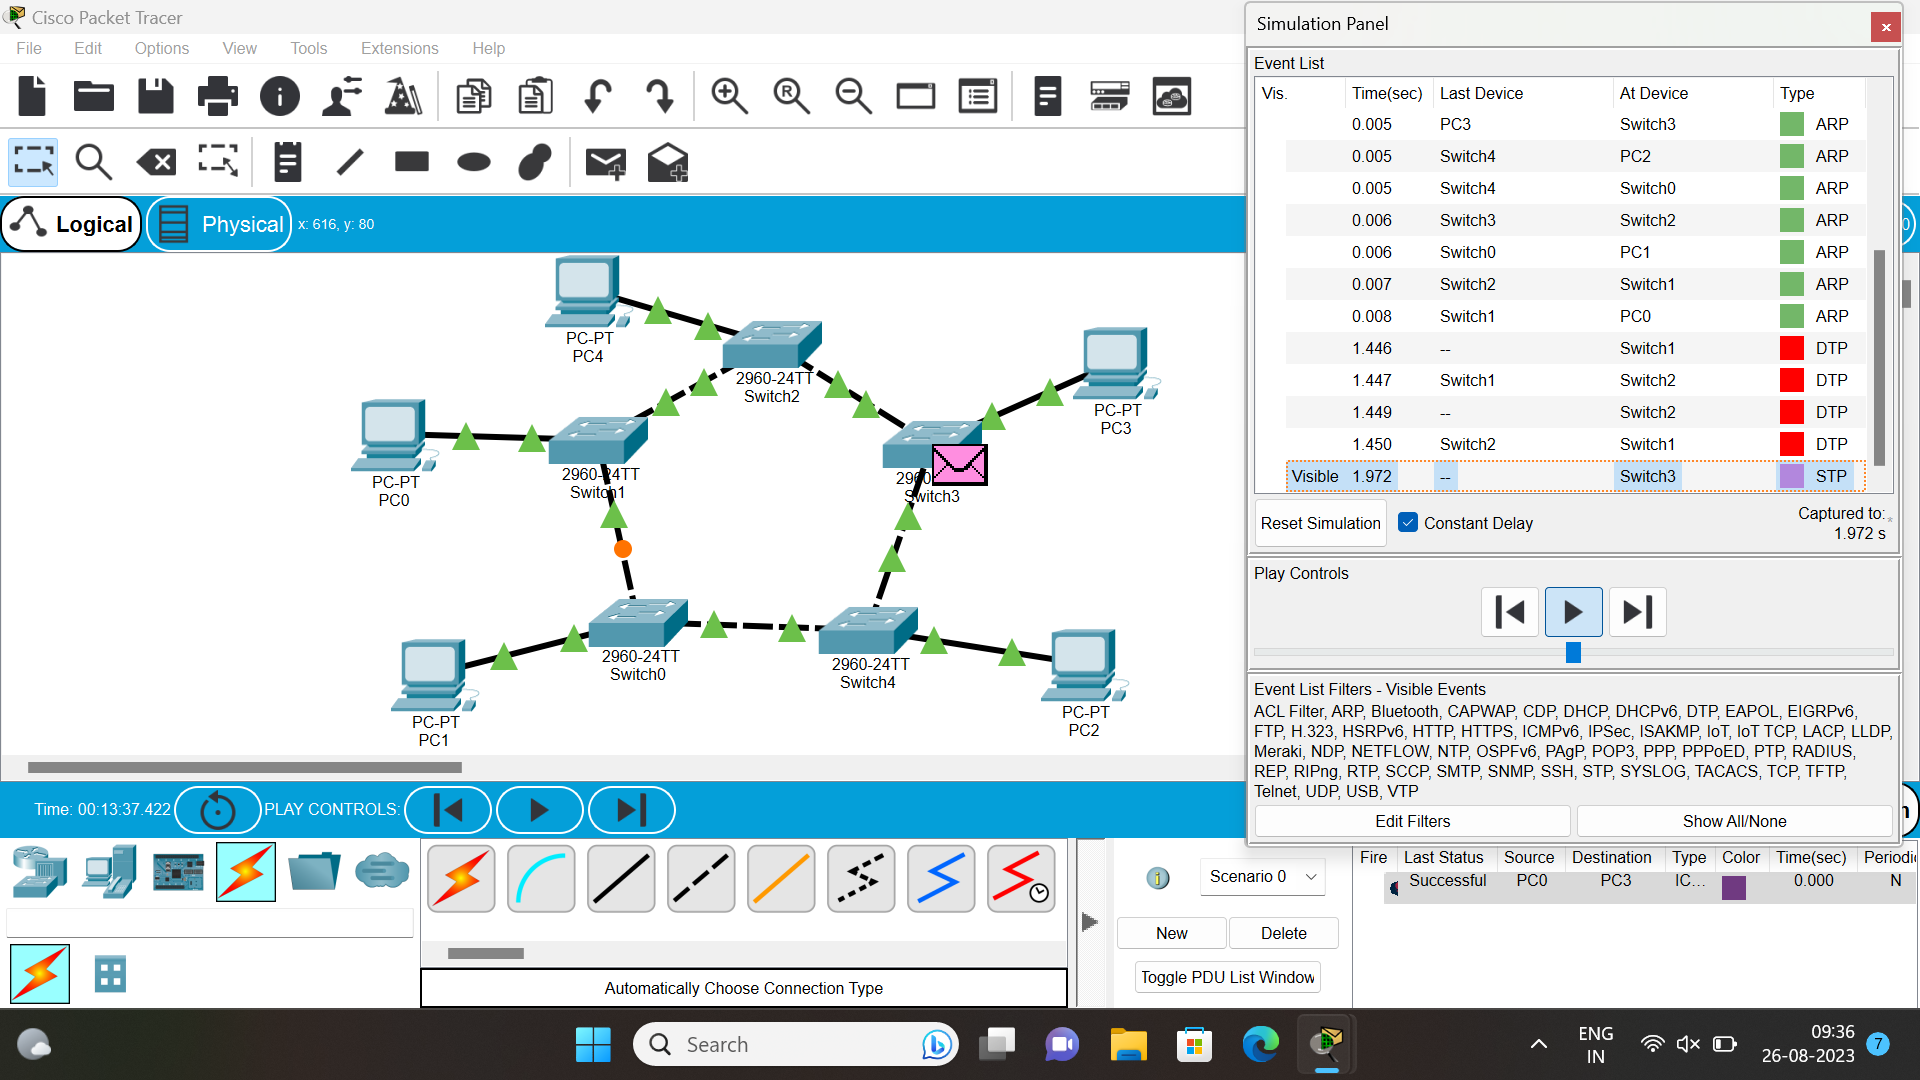 Cisco Packet Tracer
File Edit Options View Tools Extensions Help
Logical Physical x: 616, y: 80
PC-PT
PC4
2960-24TT
Switch2
PC-PT
PC3
PC-PT
PC0
2960-24TT
Switch1
2960
Switch3
2960-24TT
Switch0
2960-24TT
Switch4
PC-PT
PC1
PC-PT
PC2
Time: 00:13:37.422 PLAY CONTROLS:
Automatically Choose Connection Type
Scenario 0
New Delete
Toggle PDU List Window
Simulation Panel
Event List
Vis. Time(sec) Last Device At Device Type
0.005 PC3 Switch3 ARP
0.005 Switch4 PC2 ARP
0.005 Switch4 Switch0 ARP
0.006 Switch3 Switch2 ARP
0.006 Switch0 PC1 ARP
0.007 Switch2 Switch1 ARP
0.008 Switch1 PC0 ARP
1.446 -- Switch1 DTP
1.447 Switch1 Switch2 DTP
1.449 -- Switch2 DTP
1.450 Switch2 Switch1 DTP
Visible 1.972 -- Switch3 STP
Reset Simulation Constant Delay Captured to:
1.972 s
Play Controls
Event List Filters - Visible Events
ACL Filter, ARP, Bluetooth, CAPWAP, CDP, DHCP, DHCPv6, DTP, EAPOL, EIGRPv6,
FTP, H.323, HSRPv6, HTTP, HTTPS, ICMPv6, IPSec, ISAKMP, IoT, IoT TCP, LACP, LLDP,
Meraki, NDP, NETFLOW, NTP, OSPFv6, PAgP, POP3, PPP, PPPoED, PTP, RADIUS,
REP, RIPng, RTP, SCCP, SMTP, SNMP, SSH, STP, SYSLOG, TACACS, TCP, TFTP,
Telnet, UDP, USB, VTP
Edit Filters Show All/None
Fire Last Status Source Destination Type Color Time(sec) Periodi
Successful PC0 PC3 IC... 0.000 N
Search
ENG
IN
09:36
26-08-2023
7